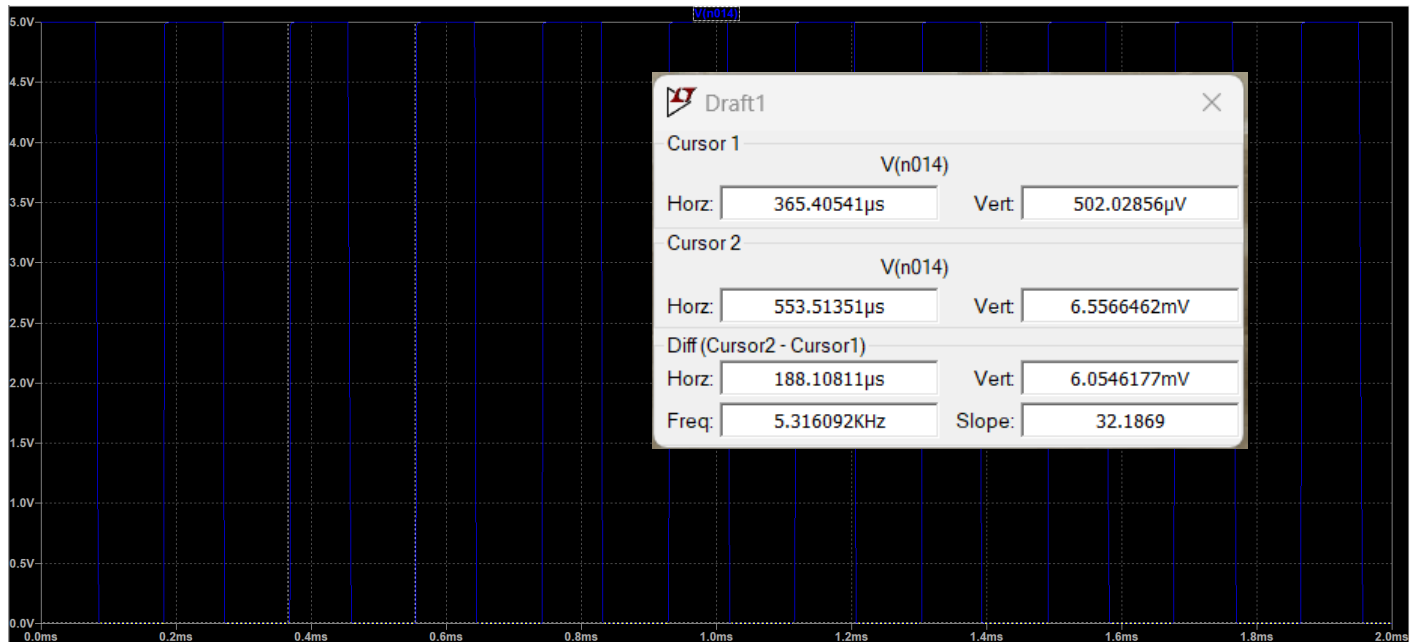 V(n014)
5.0V
4.5V
4.0V
3.5V
3.0V
2.5V
2.0V
1.5V
1.0V
0.5V
0.0V
0.0ms 0.2ms 0.4ms 0.6ms 0.8ms 1.0ms 1.2ms 1.4ms 1.6ms 1.8ms 2.0ms
Draft1
Cursor 1
V(n014)
Horz: 365.40541µs Vert: 502.02856µV
Cursor 2
V(n014)
Horz: 553.51351µs Vert: 6.5566462mV
Diff (Cursor2 - Cursor1)
Horz: 188.10811µs Vert: 6.0546177mV
Freq: 5.316092KHz Slope: 32.1869